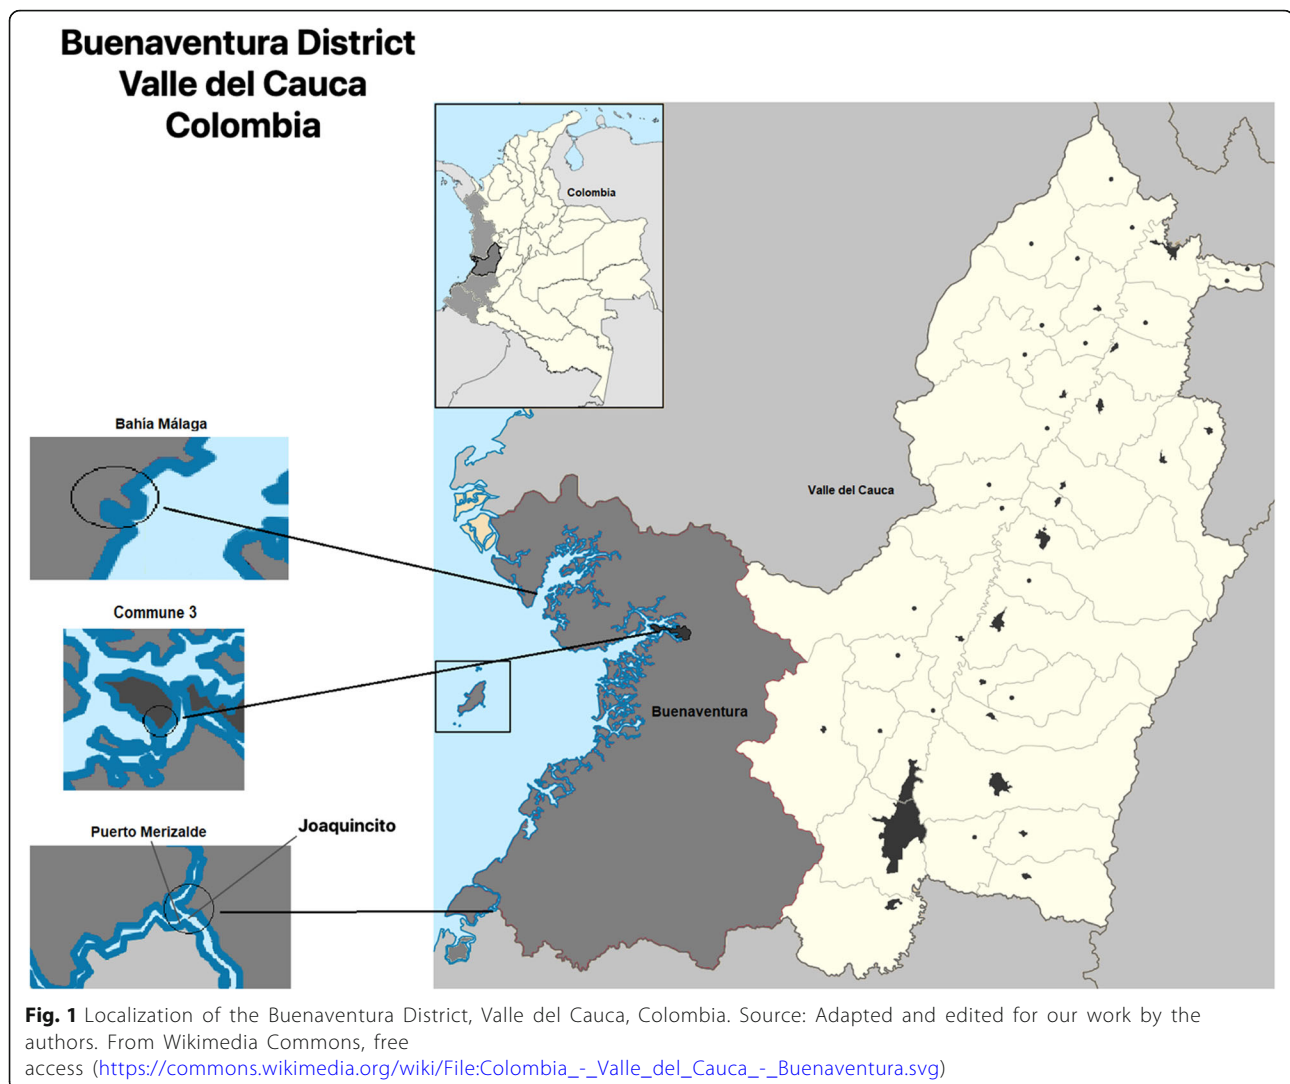 Buenaventura District
Valle del Cauca
Colombia
Colombia
Bahía Málaga
Valle del Cauca
Commune 3
Buenaventura
Puerto Merizalde
Joaquincito
Fig. 1 Localization of the Buenaventura District, Valle del Cauca, Colombia. Source: Adapted and edited for our work by the
authors. From Wikimedia Commons, free
access (https://commons.wikimedia.org/wiki/File:Colombia_-_Valle_del_Cauca_-_Buenaventura.svg)